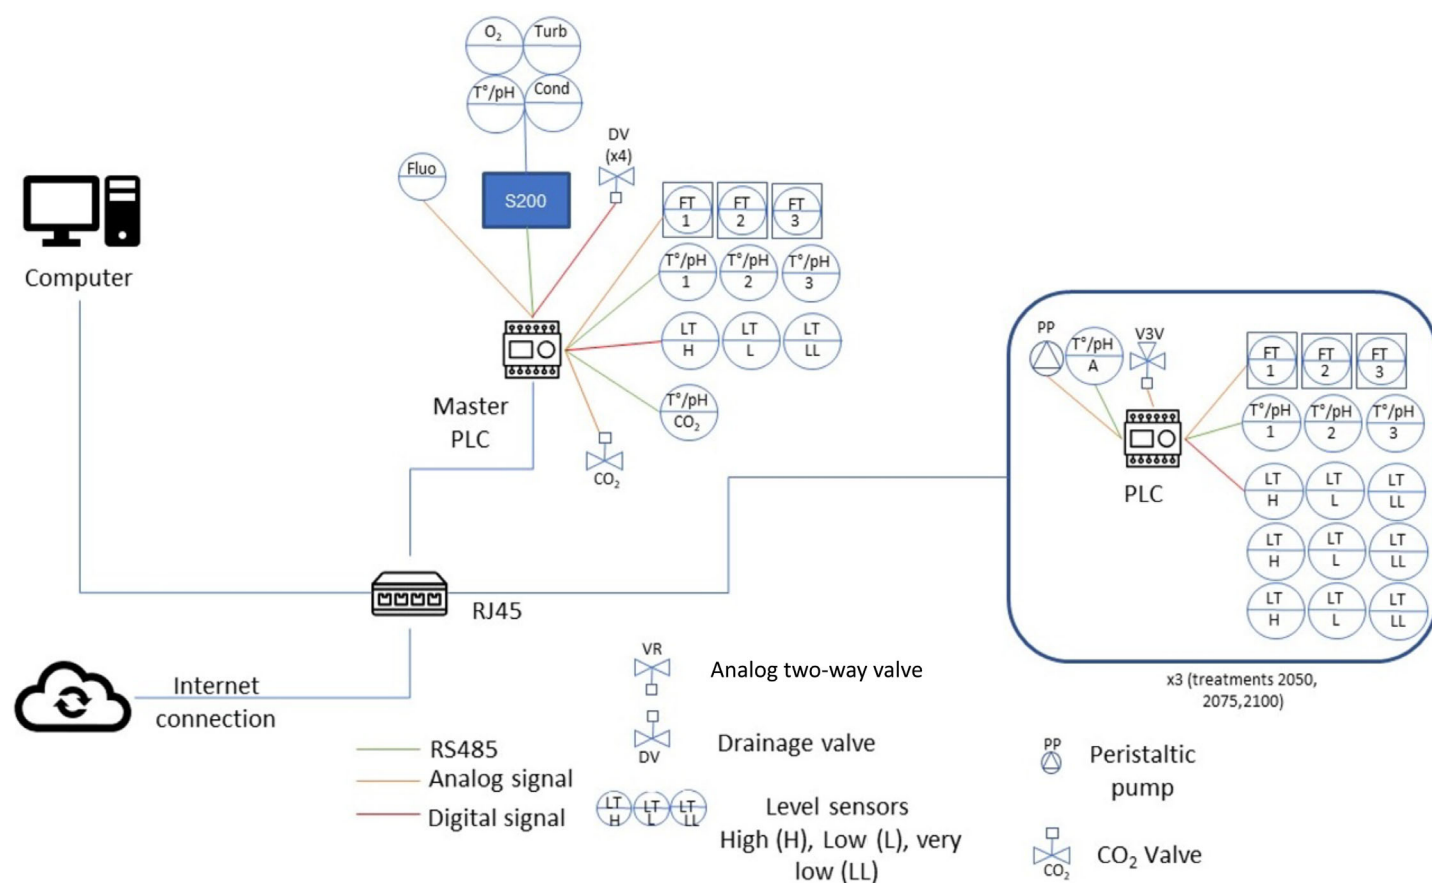 O₂ Turb
T°/pH Cond
Fluo
S200
DV
(x4)
FT FT FT
1 2 3
T°/pH T°/pH T°/pH
1 2 3
LT LT LT
H L LL
T°/pH
CO₂
CO₂
Computer
Master
PLC
RJ45
Internet
connection
PP
T°/pH
A
V3V
PLC
FT FT FT
1 2 3
T°/pH T°/pH T°/pH
1 2 3
LT LT LT
H L LL
LT LT LT
H L LL
LT LT LT
H L LL
x3 (treatments 2050,
2075,2100)
RS485
Analog signal
Digital signal
VR
Analog two-way valve
DV
Drainage valve
LT LT LT
H L LL
Level sensors
High (H), Low (L), very
low (LL)
PP
Peristaltic
pump
CO₂
CO₂ Valve